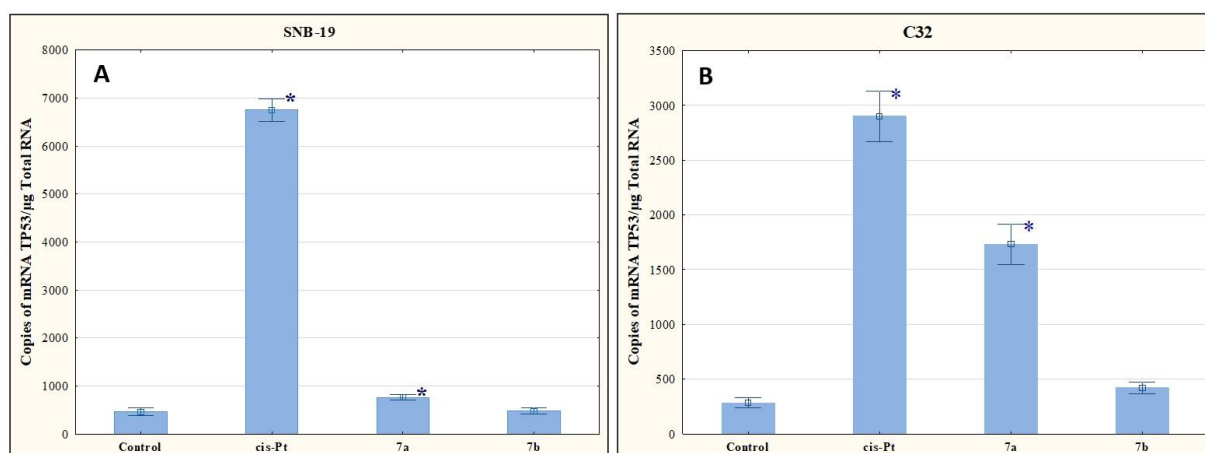 SNB-19
A
Copies of mRNA TP53/µg Total RNA
8000
7000
6000
5000
4000
3000
2000
1000
0
*
*
Control cis-Pt 7a 7b
C32
B
Copies of mRNA TP53/µg Total RNA
3500
3000
2500
2000
1500
1000
500
0
*
*
Control cis-Pt 7a 7b